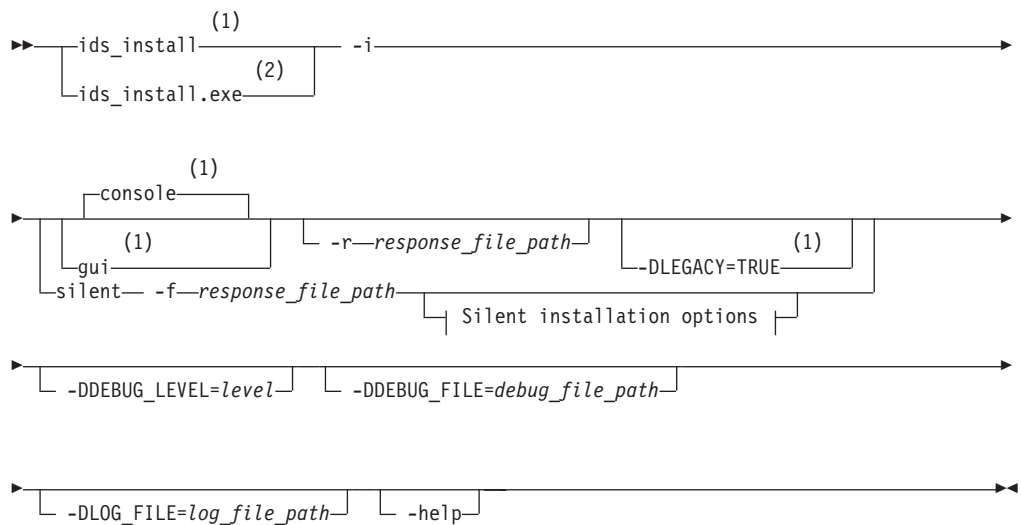 (1)
ids_install
-i
(2)
ids_install.exe
(1)
console
(1)
gui
-r response_file_path
(1)
-DLEGACY=TRUE
silent -f response_file_path
Silent installation options
-DDEBUG_LEVEL=level
-DDEBUG_FILE=debug_file_path
-DLOG_FILE=log_file_path
-help